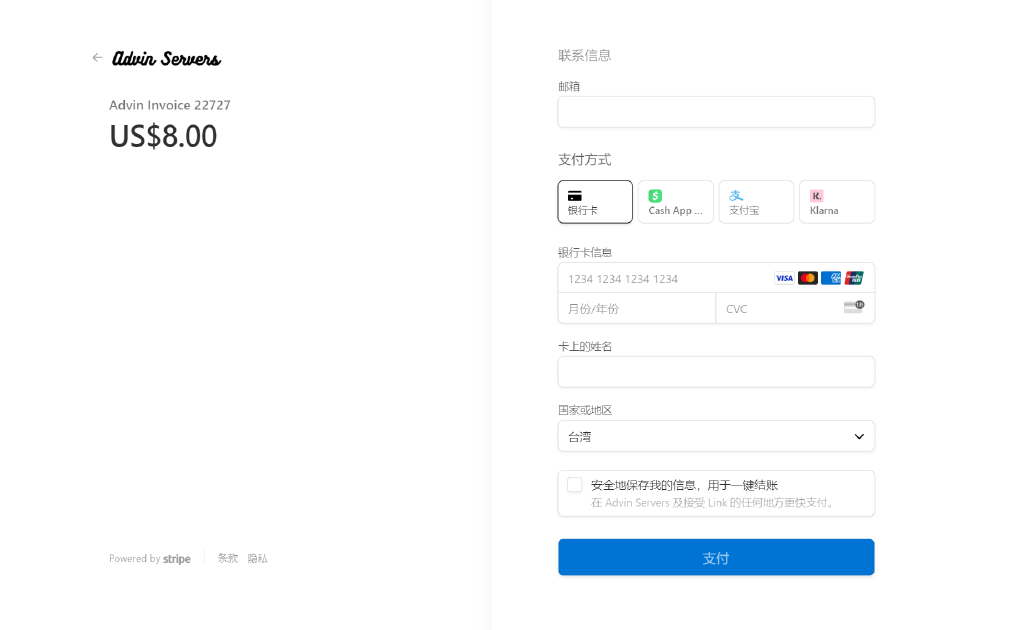 Advin Servers
Advin Invoice 22727
US$8.00
Powered by stripe
条款 隐私
联系信息
邮箱
支付方式
银行卡
Cash App ...
支付宝
K.
Klarna
银行卡信息
1234 1234 1234 1234
VISA
月份/年份
CVC
卡上的姓名
国家或地区
台湾
安全地保存我的信息，用于一键结账
在 Advin Servers 及接受 Link 的任何地方更快支付。
支付